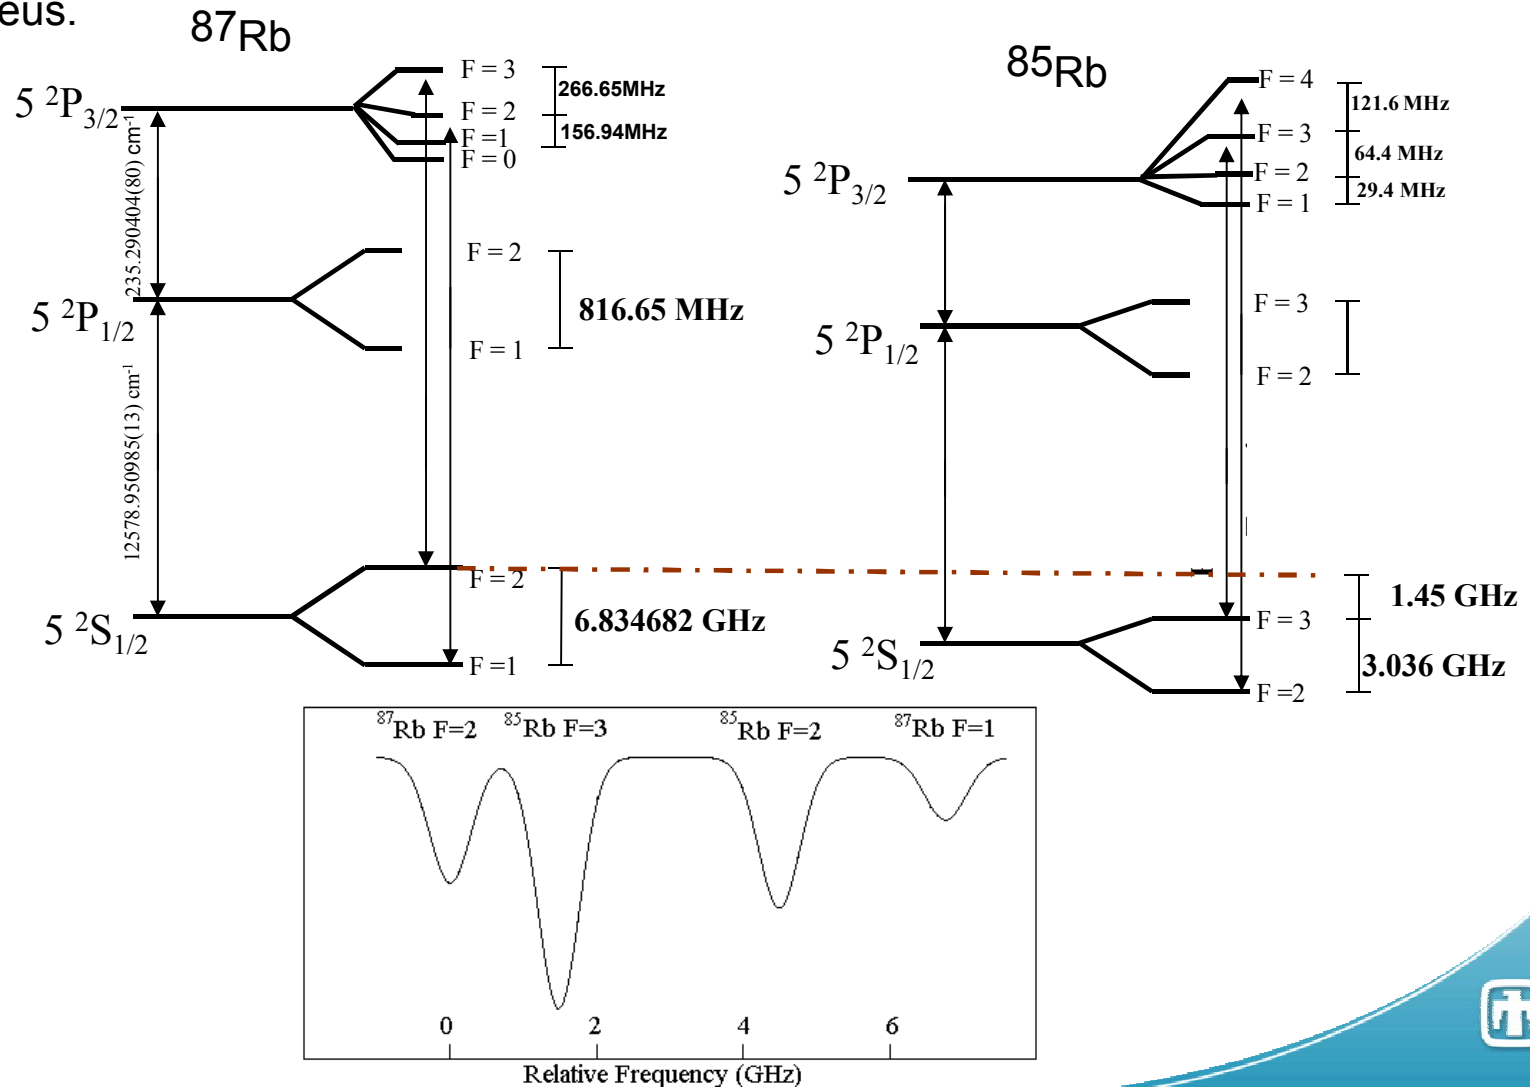 eus.
87Rb
5 2P3/2
F = 3
F = 2
F =1
F = 0
266.65MHz
156.94MHz
235.290404(80) cm-1
5 2P1/2
F = 2
F = 1
816.65 MHz
12578.950985(13) cm-1
5 2S1/2
F = 2
F =1
6.834682 GHz
85Rb
5 2P3/2
F = 4
F = 3
F = 2
F = 1
121.6 MHz
64.4 MHz
29.4 MHz
5 2P1/2
F = 3
F = 2
5 2S1/2
F = 3
F =2
1.45 GHz
3.036 GHz
87Rb F=2 85Rb F=3 85Rb F=2 87Rb F=1
0 2 4 6
Relative Frequency (GHz)